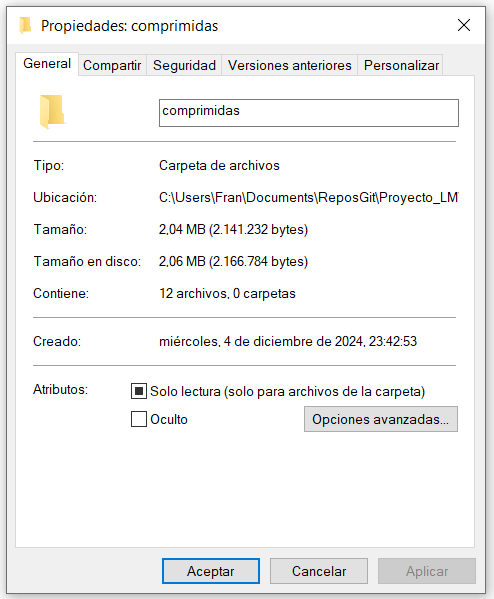 Propiedades: comprimidas
General Compartir Seguridad Versiones anteriores Personalizar
comprimidas
Tipo: Carpeta de archivos
Ubicación: C:\Users\Fran\Documents\ReposGit\Proyecto_LM
Tamaño: 2,04 MB (2.141.232 bytes)
Tamaño en disco: 2,06 MB (2.166.784 bytes)
Contiene: 12 archivos, 0 carpetas
Creado: miércoles, 4 de diciembre de 2024, 23:42:53
Atributos: Solo lectura (solo para archivos de la carpeta)
Oculto Opciones avanzadas...
Aceptar Cancelar Aplicar